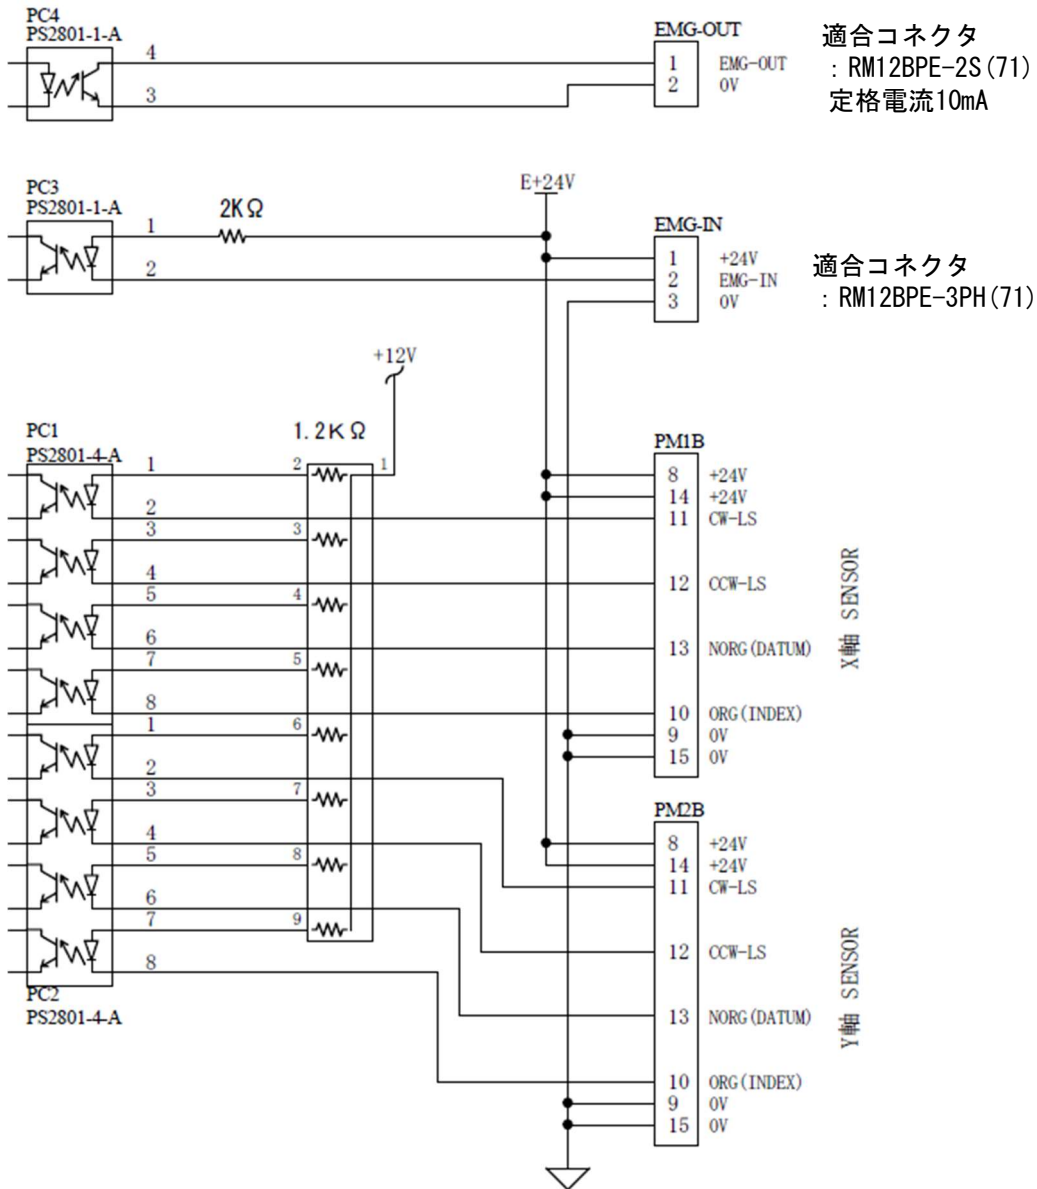 PC4
PS2801-1-A
4
3
EMG-OUT
1 EMG-OUT
2 0V
適合コネクタ
：RM12BPE-2S(71)
定格電流10mA
PC3
PS2801-1-A
1
2
2KΩ
E+24V
EMG-IN
1 +24V
2 EMG-IN
3 0V
適合コネクタ
：RM12BPE-3PH(71)
+12V
1.2KΩ
PC1
PS2801-4-A
1 2 1
2
3 3
4
5 4
6
7 5
8
1 6
2
3 7
4
5 8
6
7 9
8
PC2
PS2801-4-A
PM1B
8 +24V
14 +24V
11 CW-LS
12 CCW-LS
13 NORG(DATUM)
10 ORG(INDEX)
9 0V
15 0V
X軸 SENSOR
PM2B
8 +24V
14 +24V
11 CW-LS
12 CCW-LS
13 NORG(DATUM)
10 ORG(INDEX)
9 0V
15 0V
Y軸 SENSOR